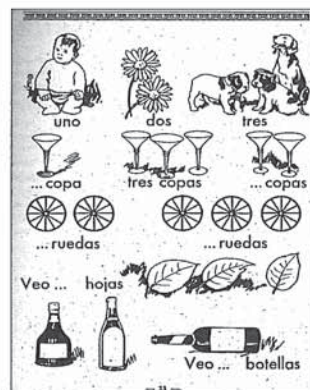 uno dos tres
... copa tres copas ... copas
... ruedas ... ruedas
Veo ... hojas
Veo ... botellas